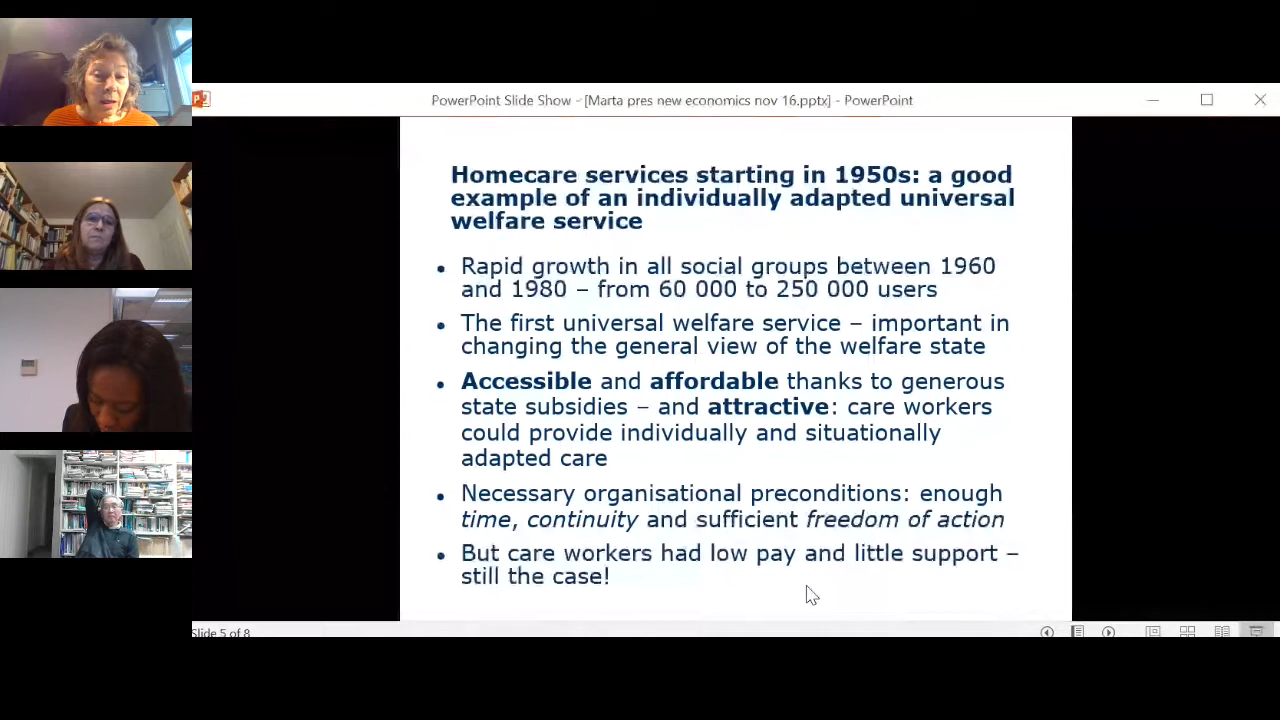 PowerPoint Slide Show - [Marta pres new economics nov 16.pptx] - PowerPoint
Homecare services starting in 1950s: a good
example of an individually adapted universal
welfare service
• Rapid growth in all social groups between 1960
and 1980 – from 60 000 to 250 000 users
• The first universal welfare service – important in
changing the general view of the welfare state
• Accessible and affordable thanks to generous
state subsidies – and attractive: care workers
could provide individually and situationally
adapted care
• Necessary organisational preconditions: enough
time, continuity and sufficient freedom of action
• But care workers had low pay and little support –
still the case!
Slide 5 of 8